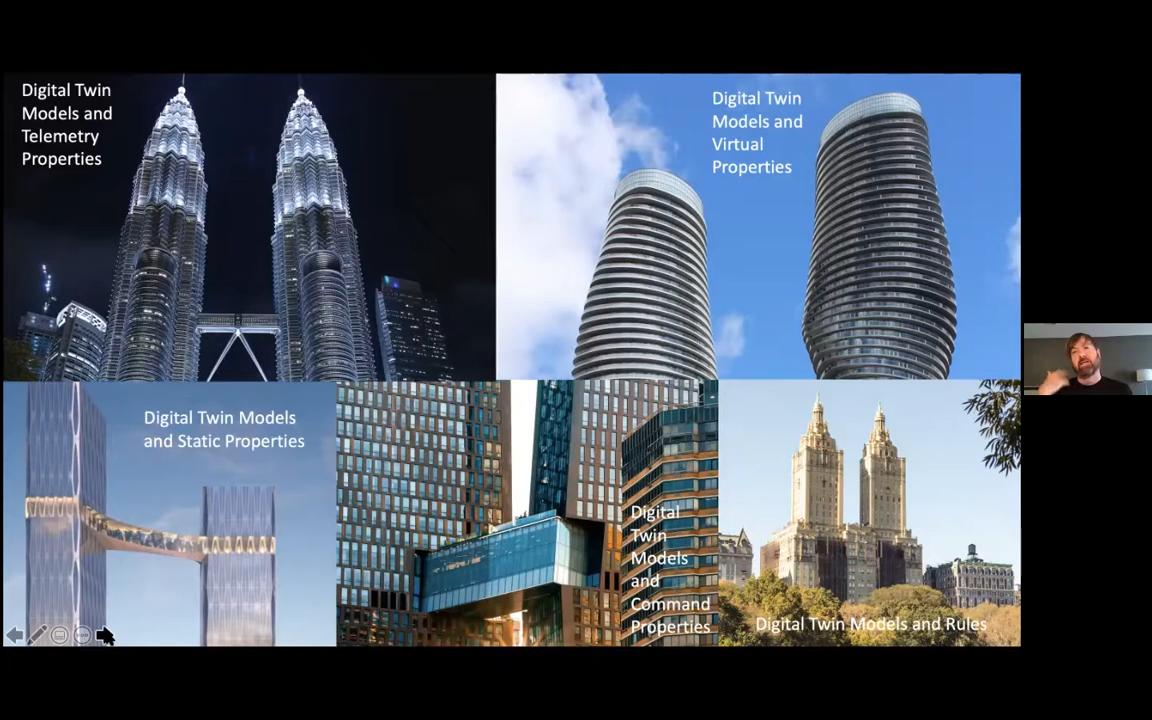 Digital Twin
Models and
Telemetry
Properties
Digital Twin
Models and
Virtual
Properties
Digital Twin Models
and Static Properties
Digital
Twin
Models
and
Command
Properties
Digital Twin Models and Rules